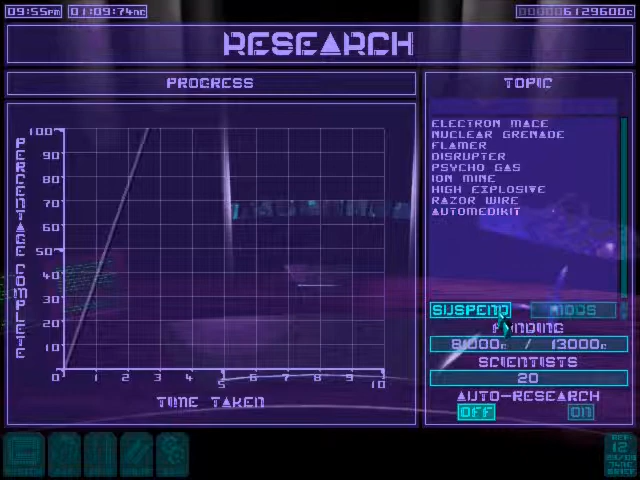 09:55PM 01:09:74NC 000006129600c
RESEARCH
PROGRESS
TOPIC
PERCENTAGE COMPLETE
100
90
80
70
60
50
40
30
20
10
0
1 2 3 4 5 6 7 8 9 10
TIME TAKEN
ELECTRON MACE
NUCLEAR GRENADE
FLAMER
DISRUPTER
PSYCHO GAS
ION MINE
HIGH EXPLOSIVE
RAZOR WIRE
AUTOMEDIKIT
SUSPEND MODS
FUNDING
/ 13000c
SCIENTISTS
20
AUTO-RESEARCH
OFF ON
12